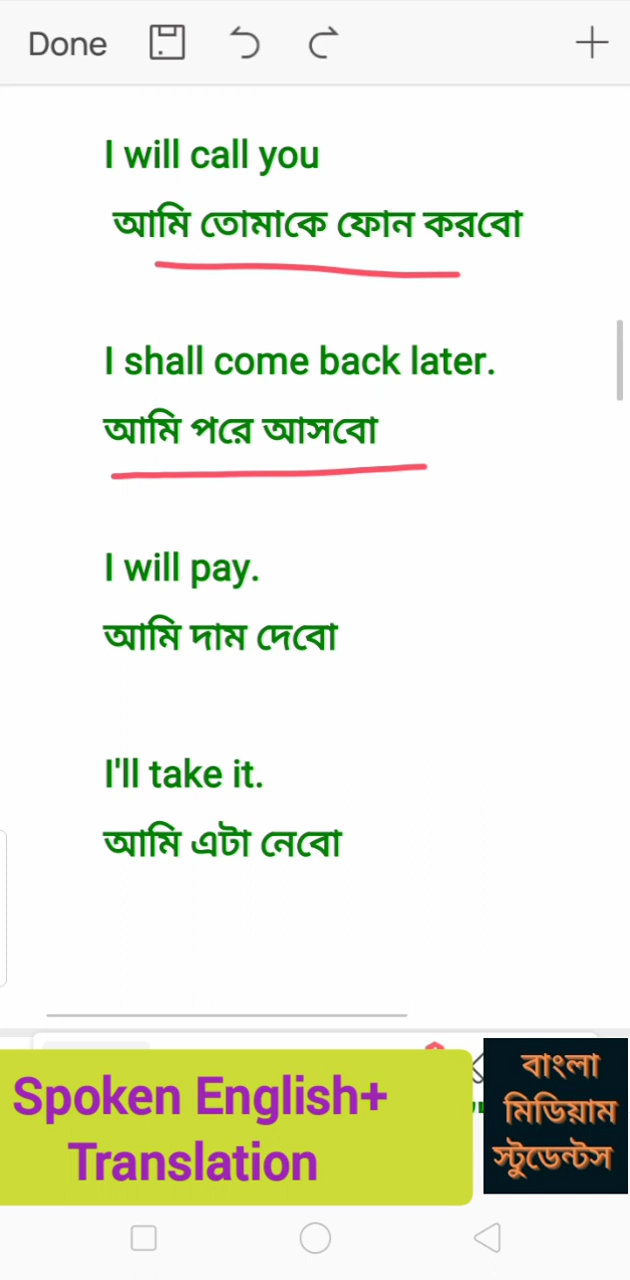 Done
I will call you
আমি তোমাকে ফোন করবো
I shall come back later.
আমি পরে আসবো
I will pay.
আমি দাম দেবো
I'll take it.
আমি এটা নেবো
Spoken English+
Translation
বাংলা
মিডিয়াম
স্টুডেন্টস